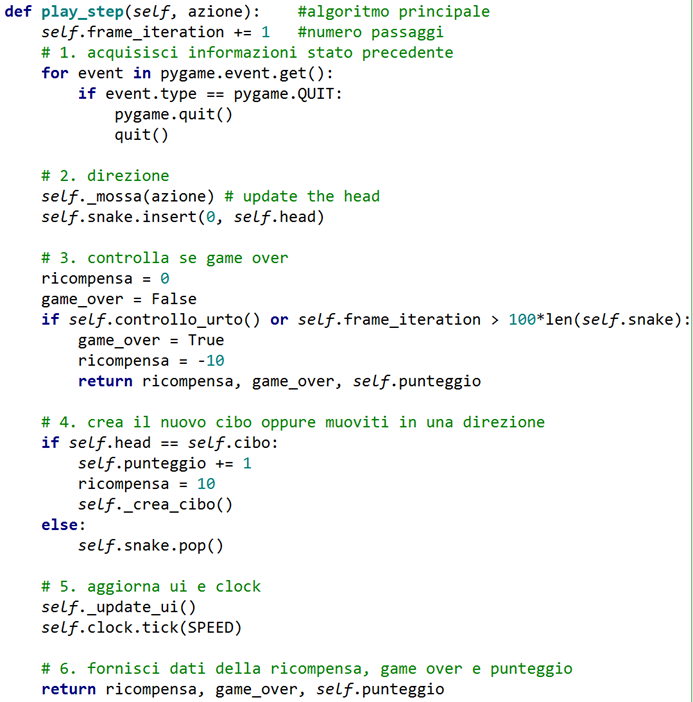 def play_step(self, azione):    #algoritmo principale
    self.frame_iteration += 1   #numero passaggi
    # 1. acquisisci informazioni stato precedente
    for event in pygame.event.get():
        if event.type == pygame.QUIT:
            pygame.quit()
            quit()

    # 2. direzione
    self._mossa(azione) # update the head
    self.snake.insert(0, self.head)

    # 3. controlla se game over
    ricompensa = 0
    game_over = False
    if self.controllo_urto() or self.frame_iteration > 100*len(self.snake):
        game_over = True
        ricompensa = -10
        return ricompensa, game_over, self.punteggio

    # 4. crea il nuovo cibo oppure muoviti in una direzione
    if self.head == self.cibo:
        self.punteggio += 1
        ricompensa = 10
        self._crea_cibo()
    else:
        self.snake.pop()

    # 5. aggiorna ui e clock
    self._update_ui()
    self.clock.tick(SPEED)

    # 6. fornisci dati della ricompensa, game over e punteggio
    return ricompensa, game_over, self.punteggio